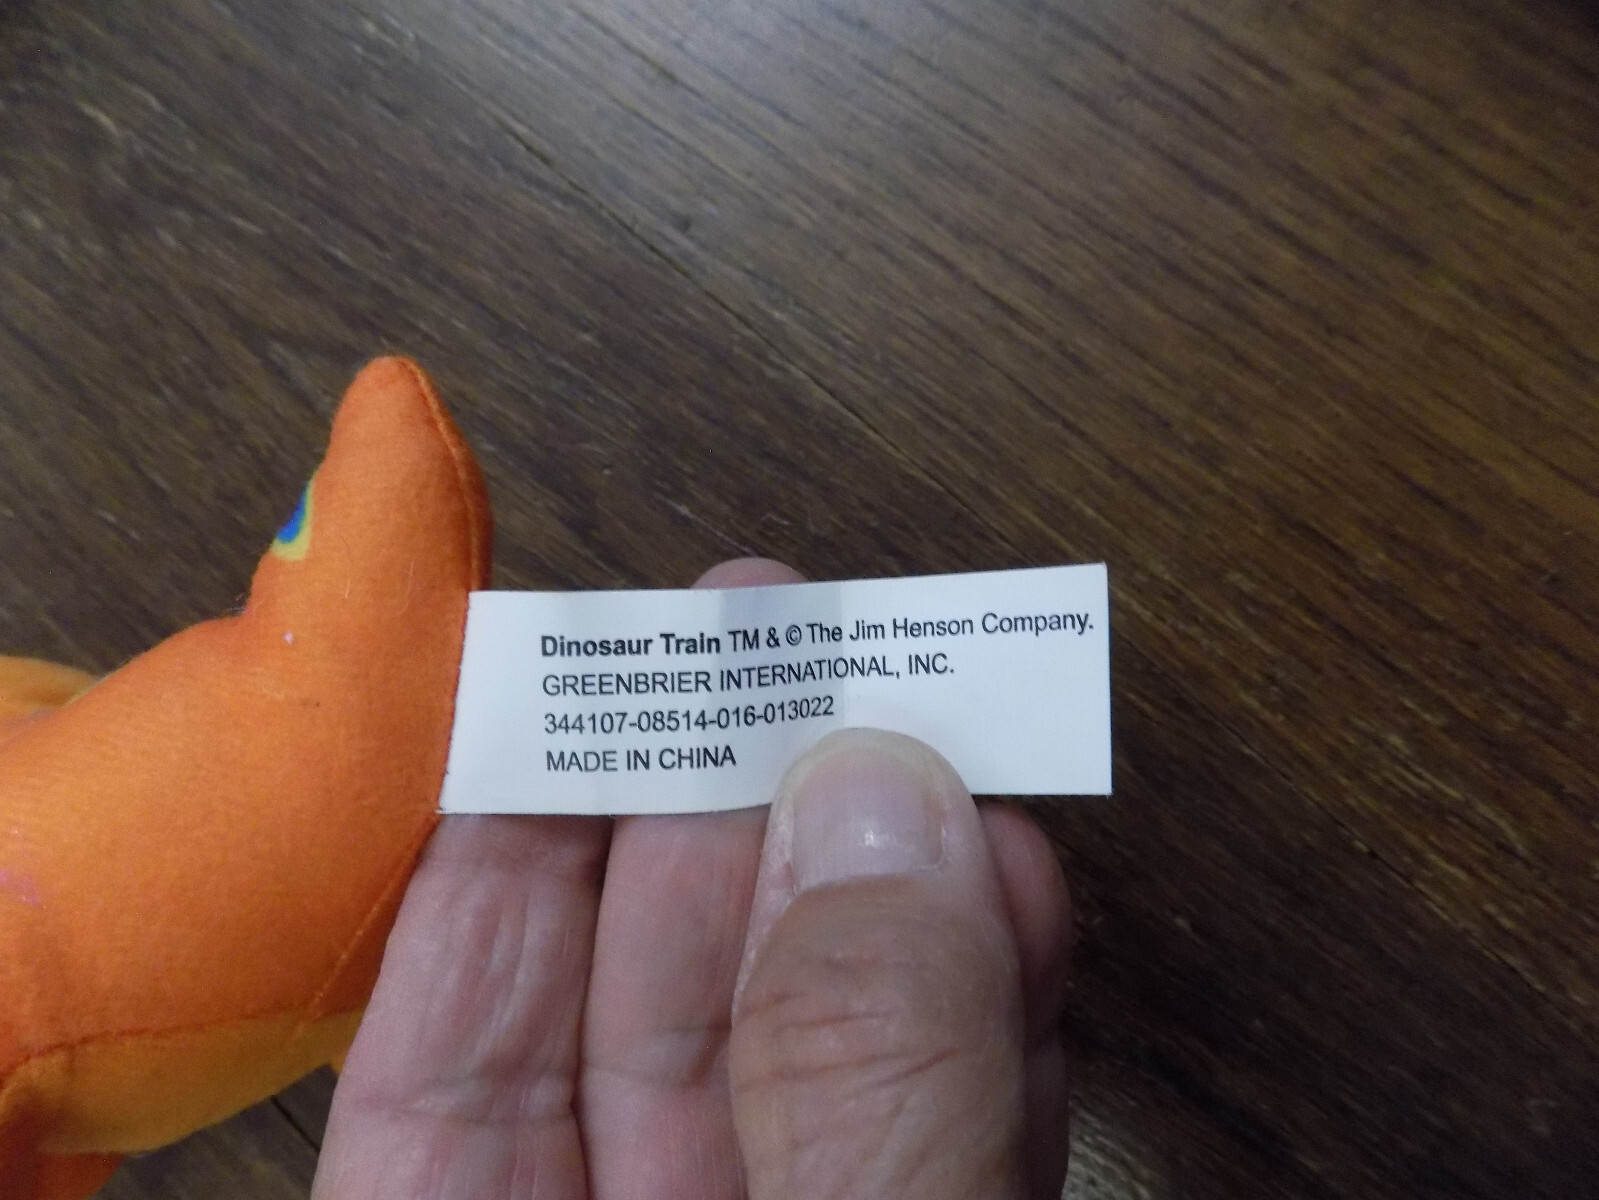 Dinosaur Train TM & © The Jim Henson Company.
GREENBRIER INTERNATIONAL, INC.
344107-08514-016-013022
MADE IN CHINA